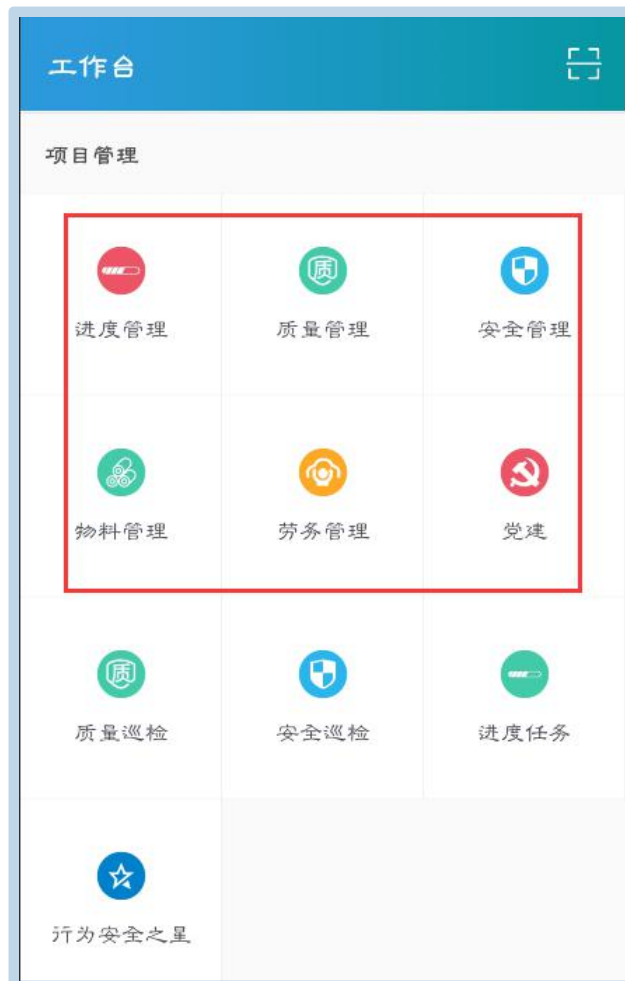 工作台
项目管理
质
进度管理 质量管理 安全管理
物料管理 劳务管理 党建
质
质量巡检 安全巡检 进度任务
行为安全之星